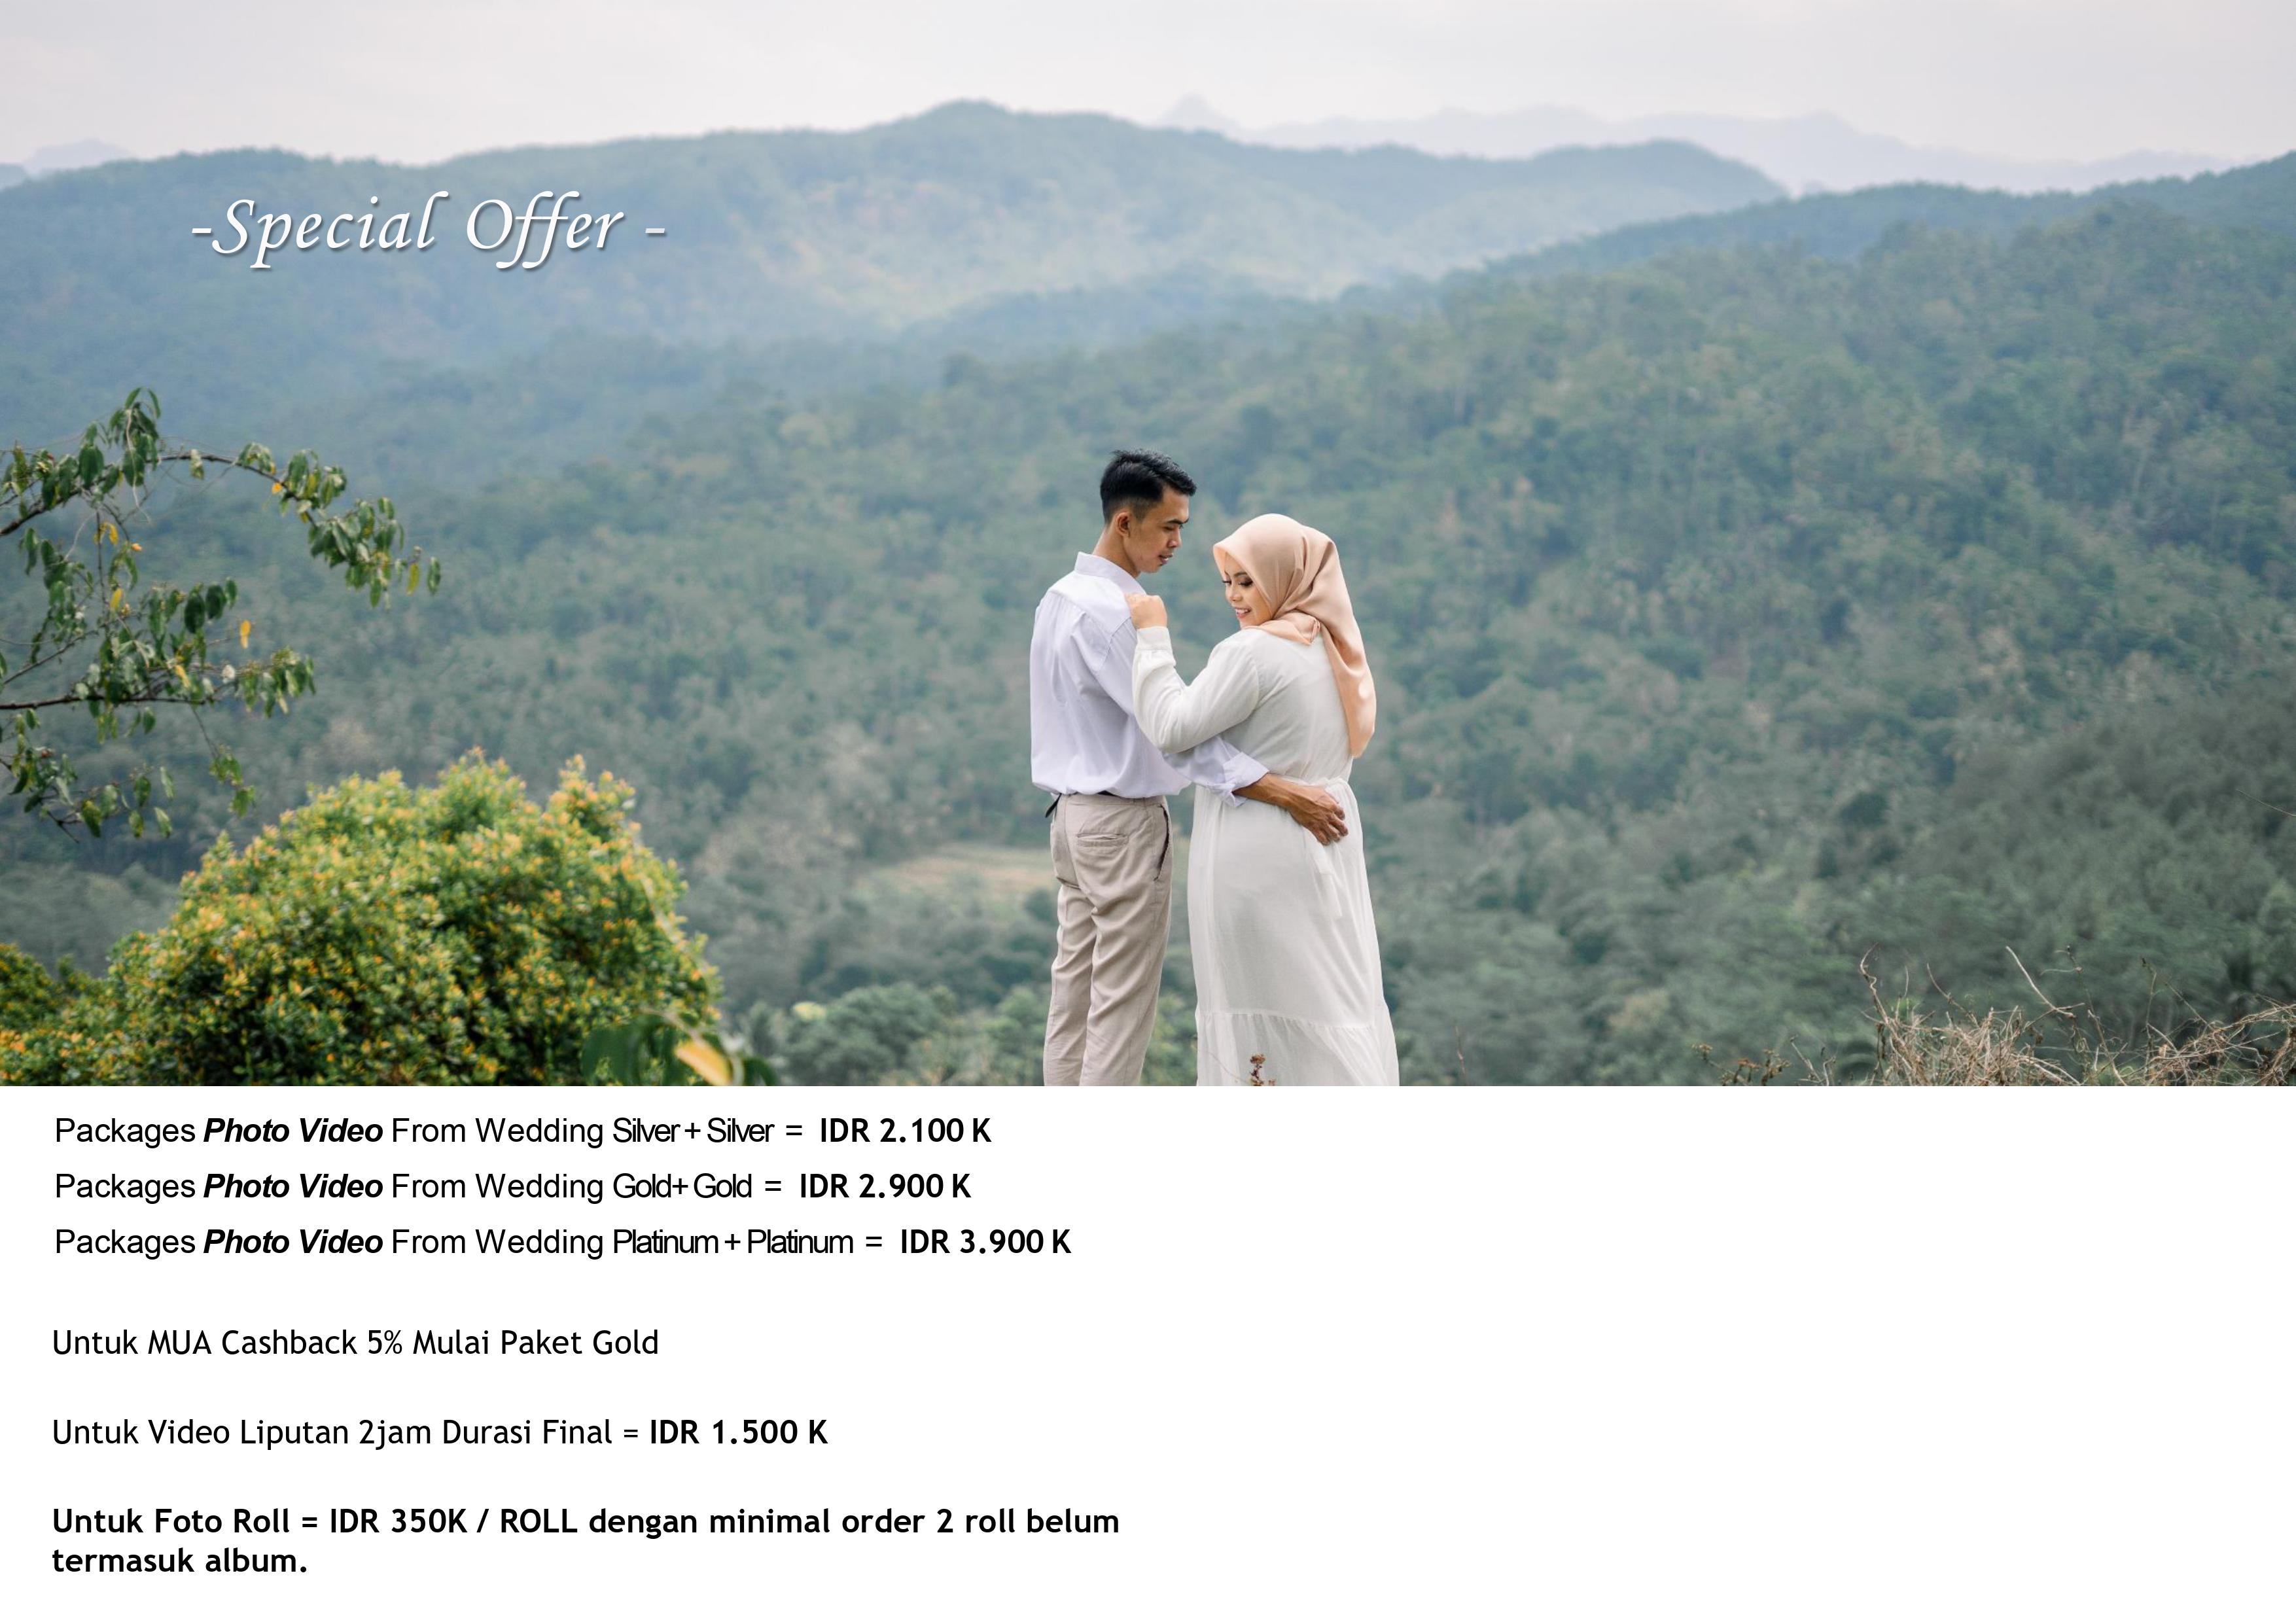 -Special Offer -
Packages Photo Video From Wedding Silver + Silver = IDR 2.100 K
Packages Photo Video From Wedding Gold+ Gold = IDR 2.900 K
Packages Photo Video From Wedding Platinum + Platinum = IDR 3.900 K
Untuk MUA Cashback 5% Mulai Paket Gold
Untuk Video Liputan 2jam Durasi Final = IDR 1.500 K
Untuk Foto Roll = IDR 350K / ROLL dengan minimal order 2 roll belum
termasuk album.